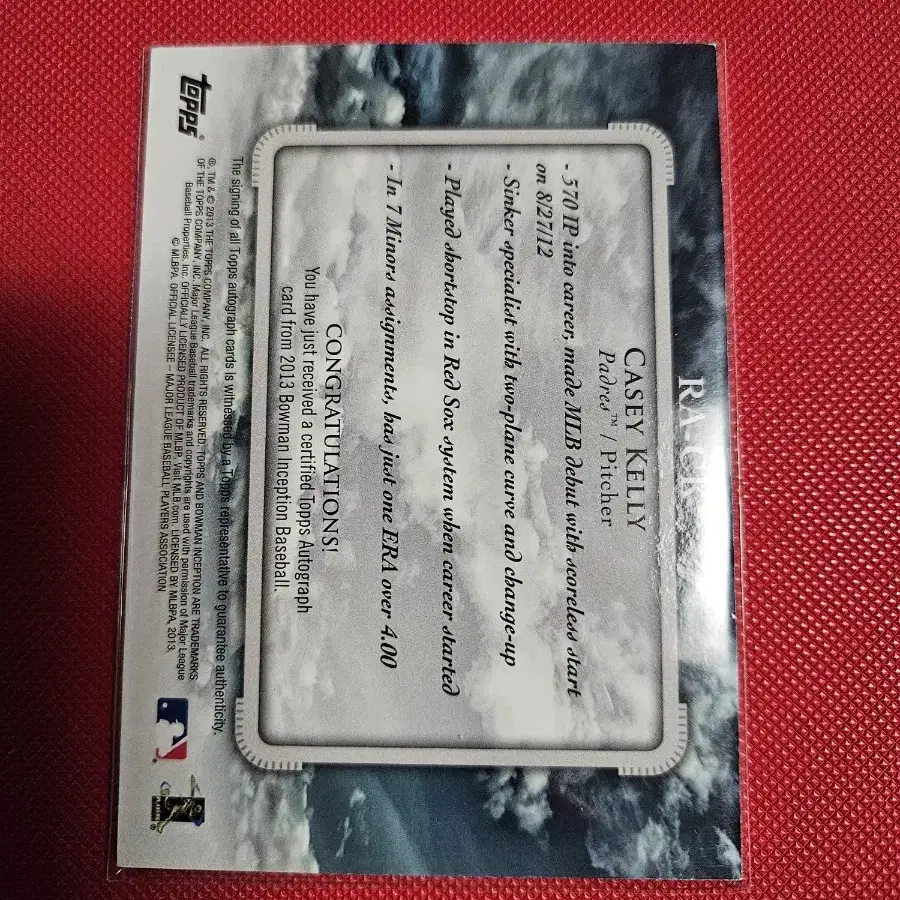 RA-CK
CASEY KELLY
Padres™ / Pitcher
- 570 IP into career, made MLB debut with scoreless start
on 8/27/12
- Sinker specialist with two-plane curve and change-up
- Played shortstop in Red Sox system when career started
- In 7 Minors assignments, has just one ERA over 4.00
CONGRATULATIONS!
You have just received a certified Topps Autograph
card from 2013 Bowman Inception Baseball.
The signing of all Topps autograph cards is witnessed by a Topps representative to guarantee authenticity.
®, TM & © 2013 THE TOPPS COMPANY, INC. ALL RIGHTS RESERVED. TOPPS AND BOWMAN INCEPTION ARE TRADEMARKS
OF THE TOPPS COMPANY, INC. Major League Baseball trademarks and copyrights are used with permission of Major League
Baseball Properties, Inc. OFFICIALLY LICENSED PRODUCT OF MLBP. Visit MLB.com. LICENSED BY MLBPA, 2013.
© MLBPA. OFFICIAL LICENSEE – MAJOR LEAGUE BASEBALL PLAYERS ASSOCIATION
topps®